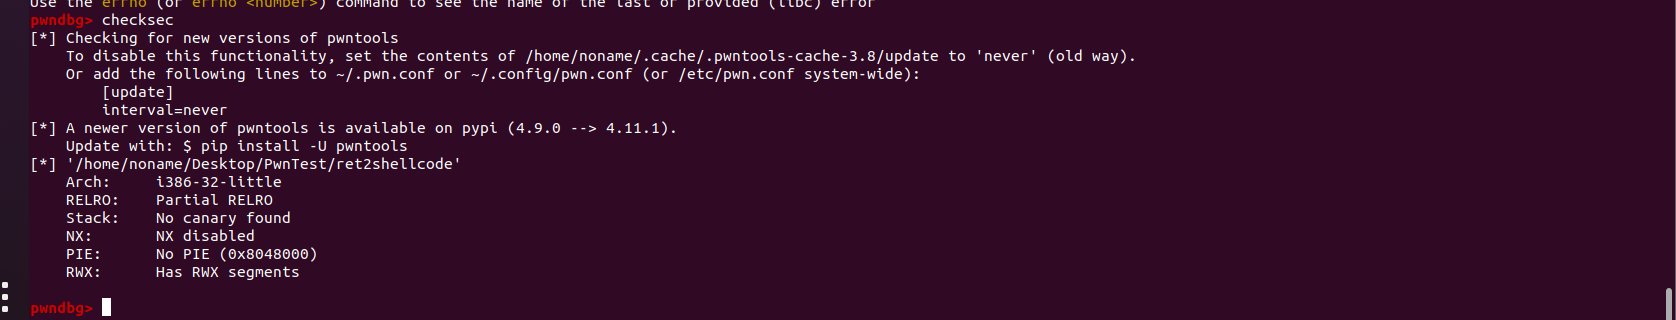 Use the errno (or errno <number>) command to see the name of the last or provided (libc) error
pwndbg> checksec
[*] Checking for new versions of pwntools
    To disable this functionality, set the contents of /home/noname/.cache/.pwntools-cache-3.8/update to 'never' (old way).
    Or add the following lines to ~/.pwn.conf or ~/.config/pwn.conf (or /etc/pwn.conf system-wide):
        [update]
        interval=never
[*] A newer version of pwntools is available on pypi (4.9.0 --> 4.11.1).
    Update with: $ pip install -U pwntools
[*] '/home/noname/Desktop/PwnTest/ret2shellcode'
    Arch:     i386-32-little
    RELRO:    Partial RELRO
    Stack:    No canary found
    NX:       NX disabled
    PIE:      No PIE (0x8048000)
    RWX:      Has RWX segments
pwndbg>